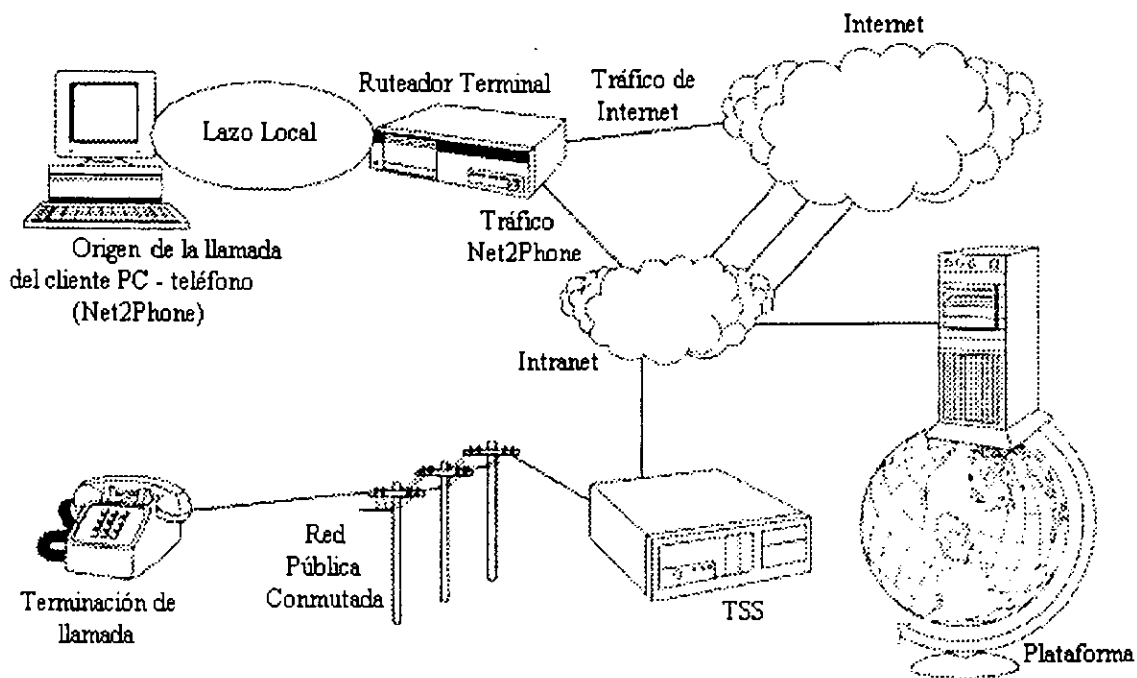 Internet
Ruteador Terminal
Tráfico de
Internet
Lazo Local
Tráfico
Net2Phone
Origen de la llamada
del cliente PC - teléfono
(Net2Phone)
Intranet
Red
Pública
Conmutada
Terminación de
llamada
TSS
Plataforma